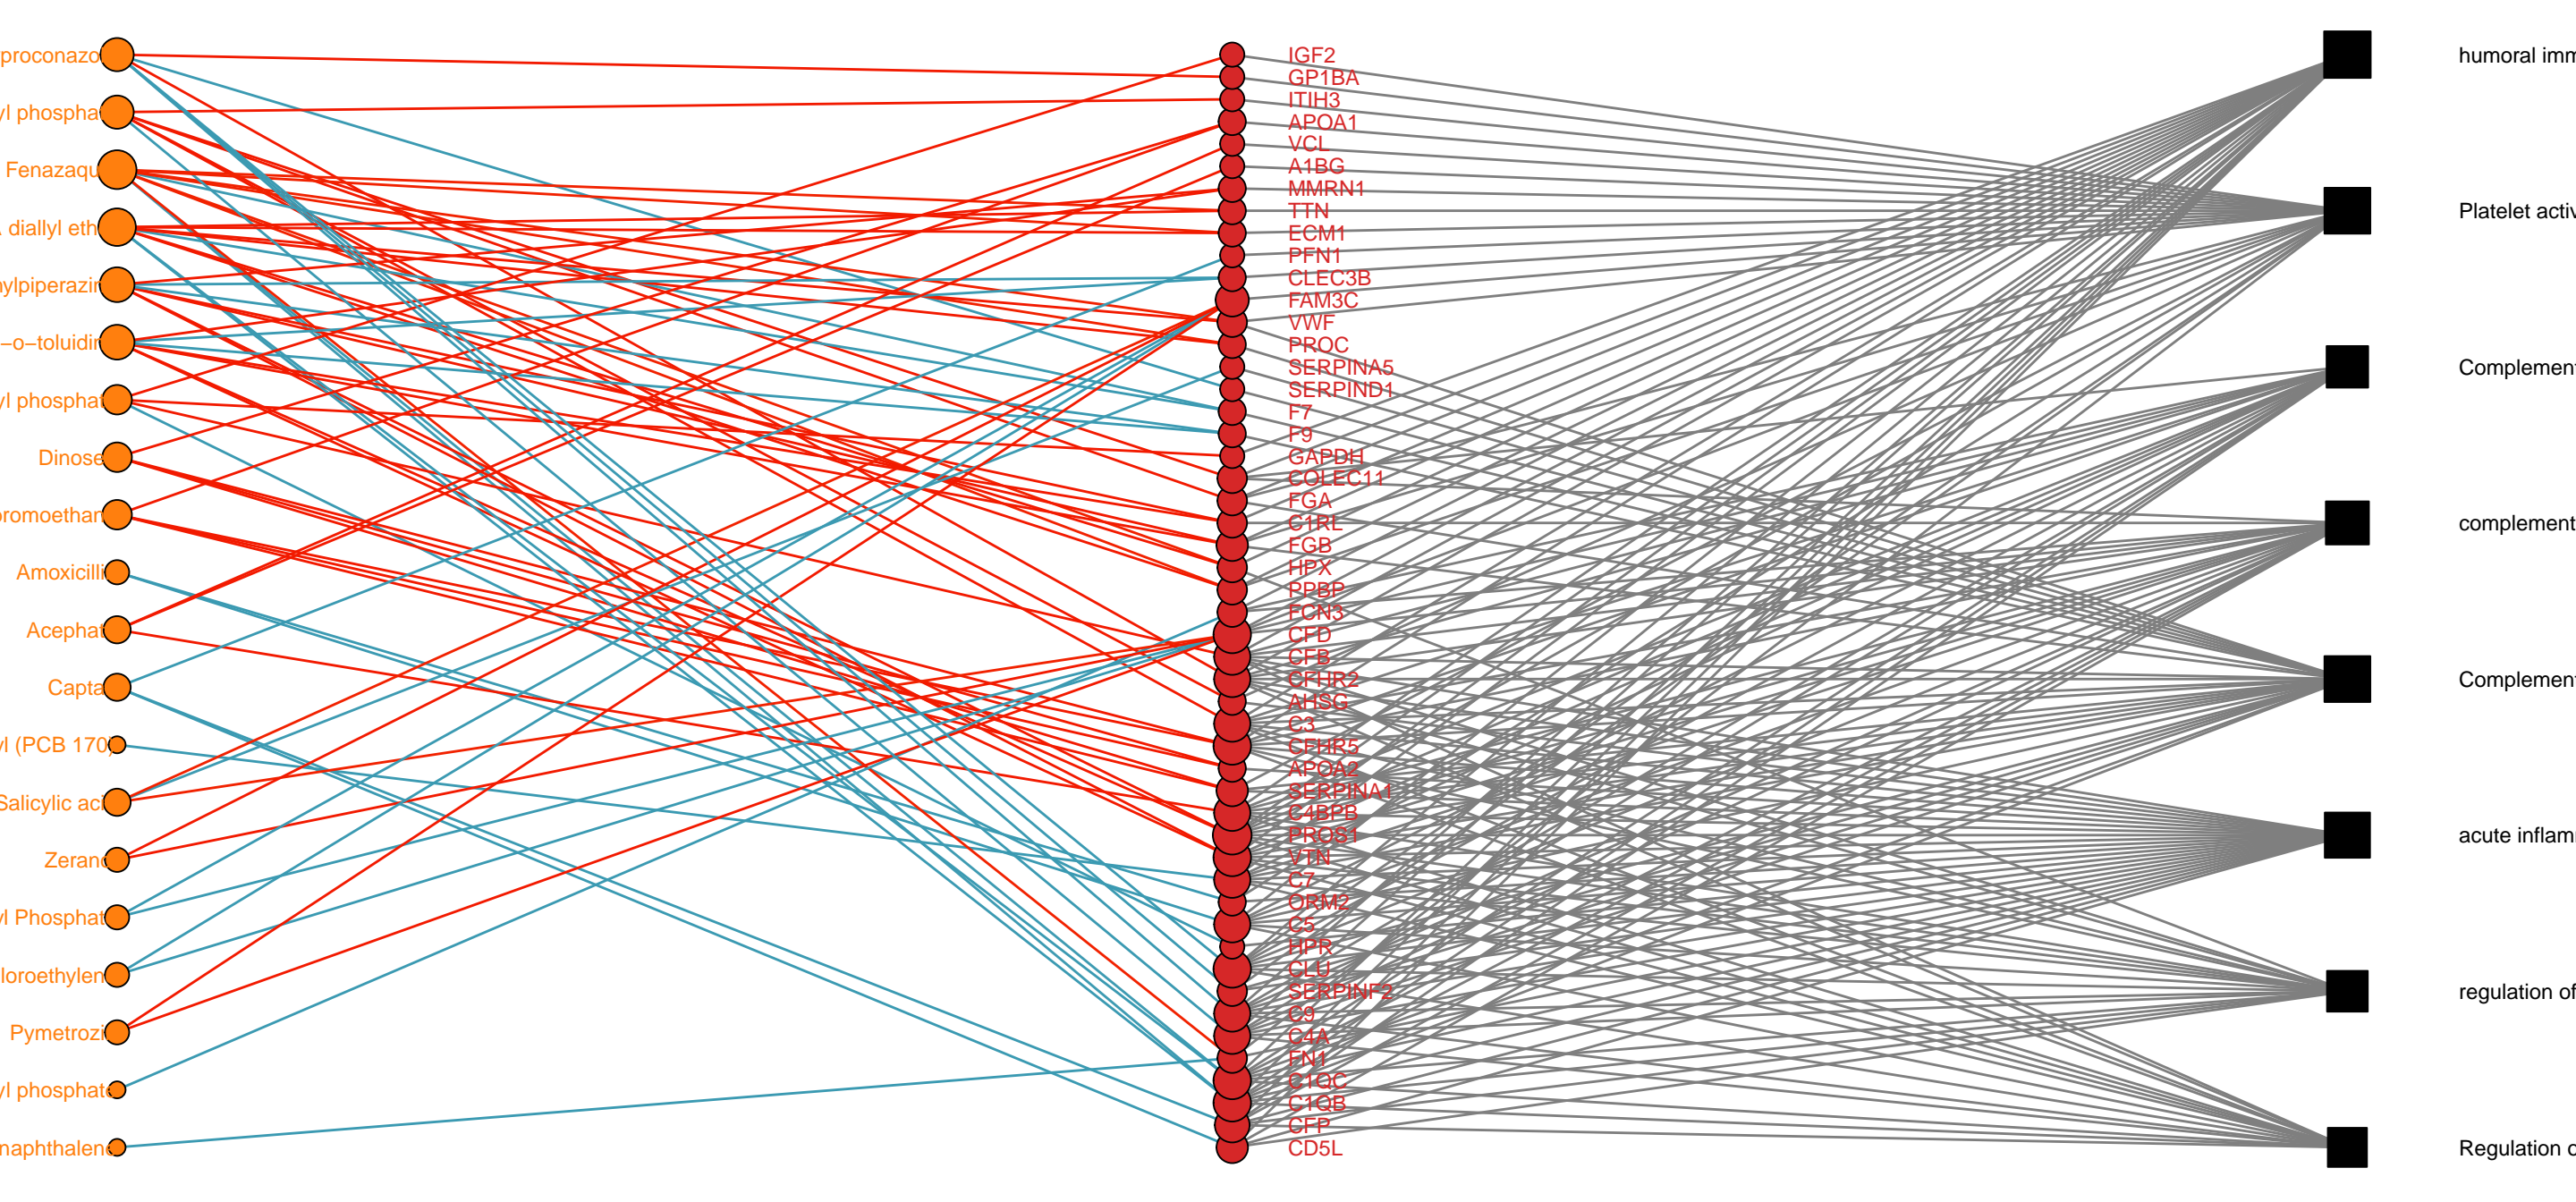 proconazo
yl phospha
Fenazaqu
diallyl eth
ylpiperazin
−o−toluidin
yl phosphat
Dinose
bromoethan
Amoxicilli
Acephat
Capta
yl (PCB 170)
Salicylic aci
Zerano
yl Phosphat
loroethylen
Pymetrozi
yl phosphate
naphthalene
IGF2
GP1BA
ITIH3
APOA1
VCL
A1BG
MMRN1
TTN
ECM1
PFN1
CLEC3B
FAM3C
VWF
PROC
SERPINA5
SERPIND1
F7
F9
GAPDH
COLEC11
FGA
C1RL
FGB
HPX
PPBP
FCN3
CFD
CFB
CFHR2
AHSG
C3
CFHR5
APOA2
SERPINA1
C4BPB
PROS1
VTN
C7
ORM2
C5
HPR
CLU
SERPINF2
C9
C4A
FN1
C1QC
C1QB
CFP
CD5L
humoral imm
Platelet activ
Complement
complement
Complement
acute inflam
regulation of
Regulation o